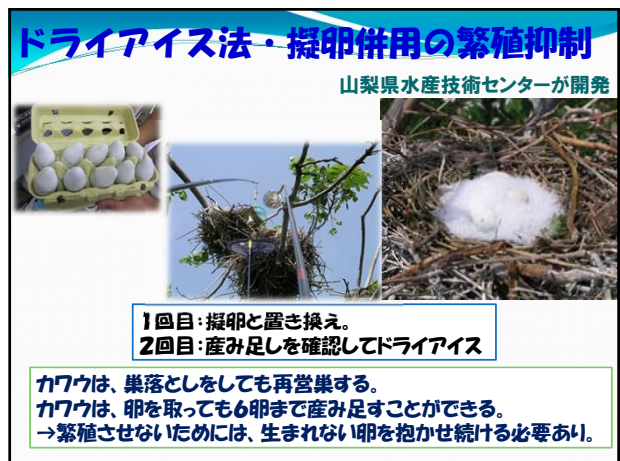 ドライアイス法・擬卵併用の繁殖抑制
山梨県水産技術センターが開発
1回目：擬卵と置き換え。
2回目：産み足しを確認してドライアイス
カワウは、巣落としをしても再営巣する。
カワウは、卵を取っても6卵まで産み足すことができる。
→繁殖させないためには、生まれない卵を抱かせ続ける必要あり。